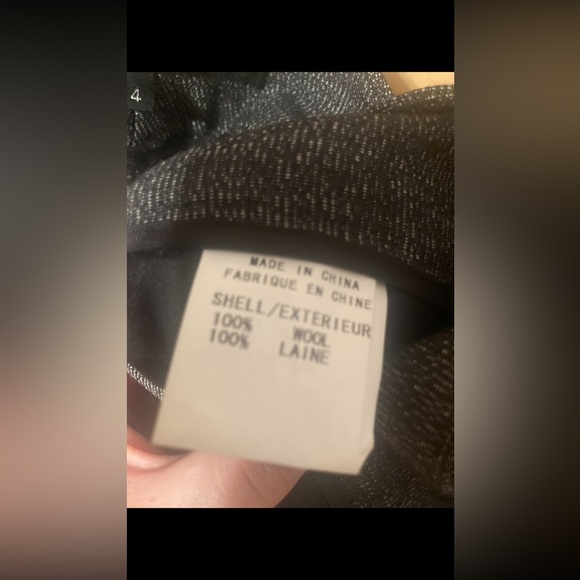 4
MADE IN CHINA
FABRIQUE EN CHINE
SHELL/EXTERIEUR
100% WOOL
100% LAINE